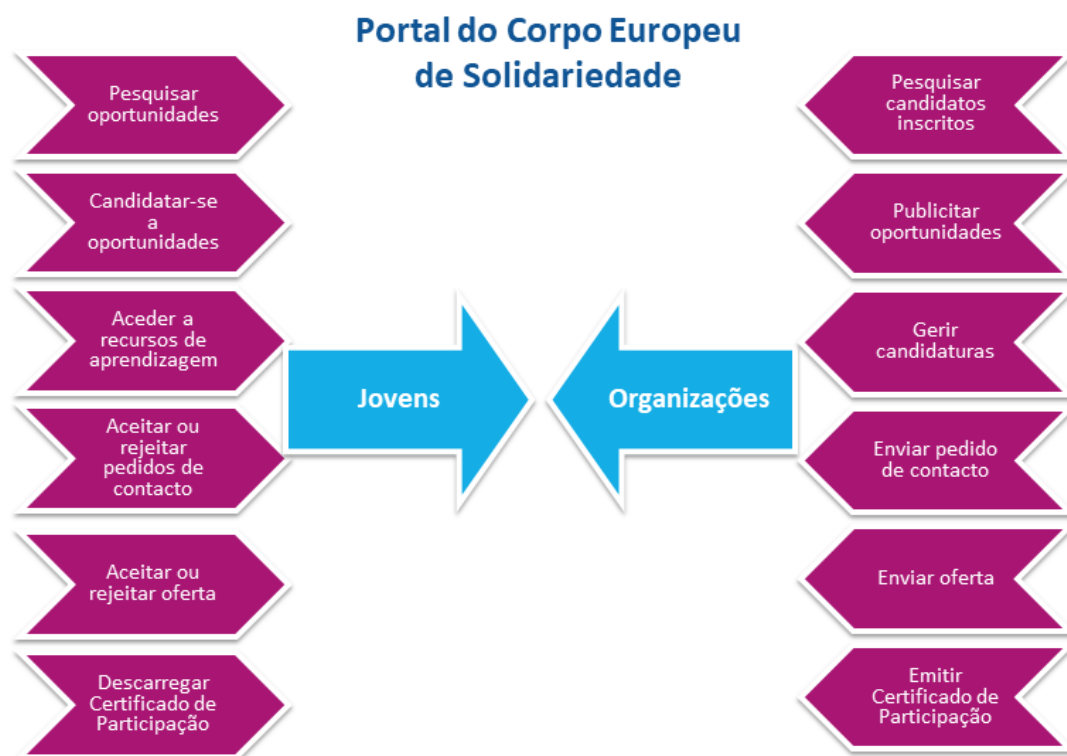 Portal do Corpo Europeu
de Solidariedade
Pesquisar
oportunidades
Candidatar-se
a
oportunidades
Aceder a
recursos de
aprendizagem
Aceitar ou
rejeitar
pedidos de
contacto
Aceitar ou
rejeitar oferta
Descarregar
Certificado de
Participação
Jovens
Organizações
Pesquisar
candidatos
inscritos
Publicitar
oportunidades
Gerir
candidaturas
Enviar pedido
de contacto
Enviar oferta
Emitir
Certificado de
Participação